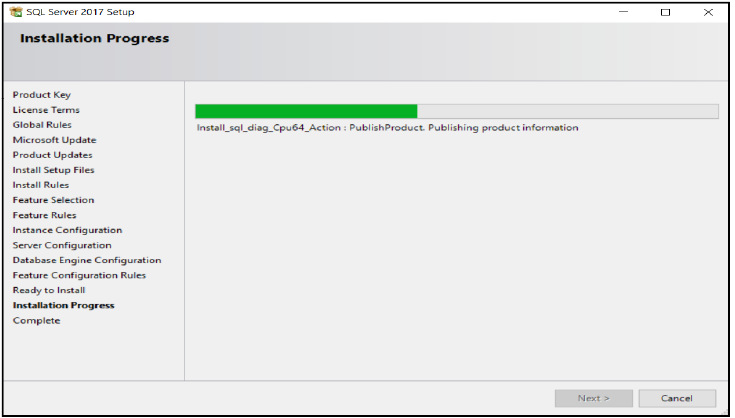 SQL Server 2017 Setup
Installation Progress
Product Key
License Terms
Global Rules
Microsoft Update
Product Updates
Install Setup Files
Install Rules
Feature Selection
Feature Rules
Instance Configuration
Server Configuration
Database Engine Configuration
Feature Configuration Rules
Ready to Install
Installation Progress
Complete
Install_sql_diag_Cpu64_Action : PublishProduct. Publishing product information
Next >
Cancel